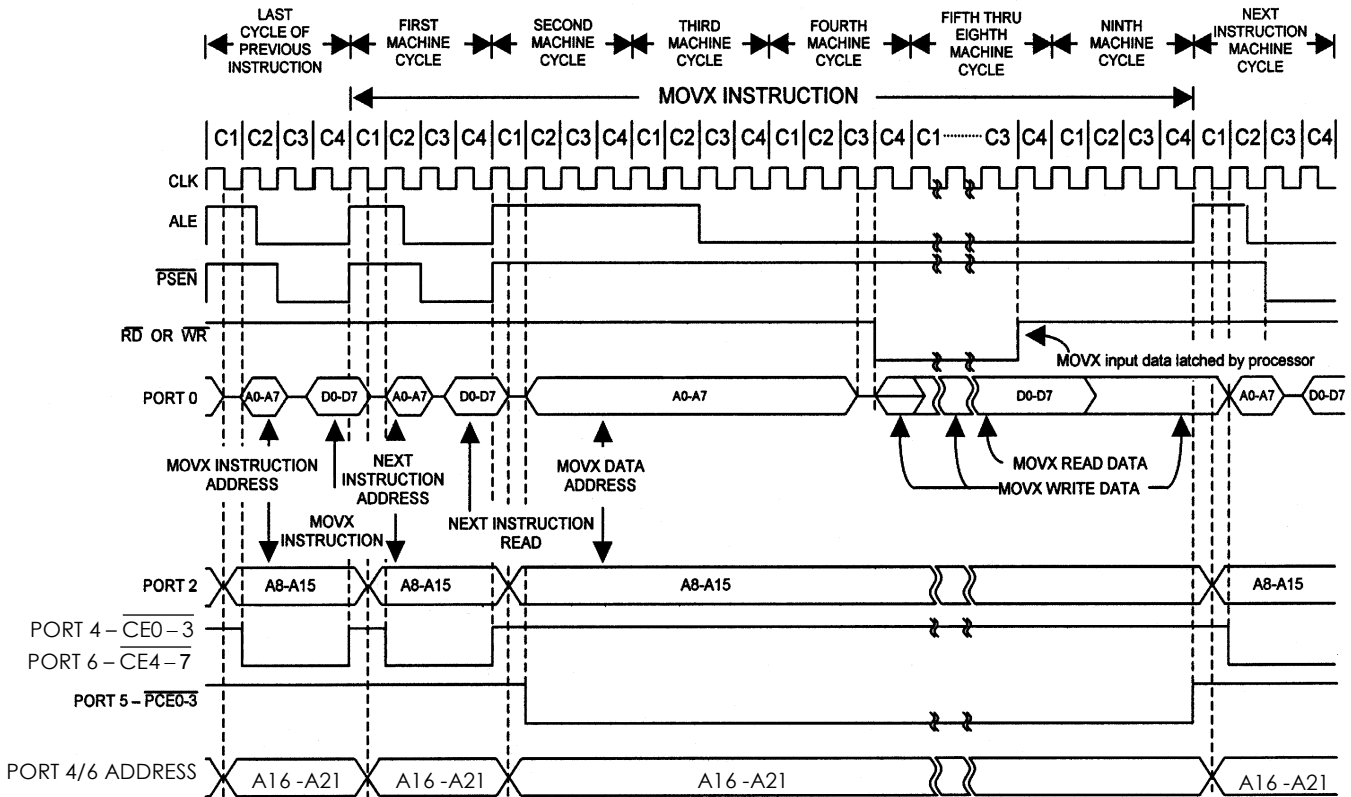 LAST
CYCLE OF
PREVIOUS
INSTRUCTION
FIRST
MACHINE
CYCLE
SECOND
MACHINE
CYCLE
THIRD
MACHINE
CYCLE
FOURTH
MACHINE
CYCLE
FIFTH THRU
EIGHTH
MACHINE
CYCLE
NINTH
MACHINE
CYCLE
NEXT
INSTRUCTION
MACHINE
CYCLE
MOVX INSTRUCTION
C1 C2 C3 C4 C1 C2 C3 C4 C1 C2 C3 C4 C1 C2 C3 C4 C1 C2 C3 C4 C1 ......... C3 C4 C1 C2 C3 C4 C1 C2 C3 C4
CLK
ALE
PSEN
RD OR WR
MOVX input data latched by processor
PORT 0 A0-A7 D0-D7 A0-A7 D0-D7 A0-A7 D0-D7 A0-A7 D0-D7
MOVX INSTRUCTION
ADDRESS
NEXT
INSTRUCTION
ADDRESS
MOVX DATA
ADDRESS
MOVX READ DATA
MOVX WRITE DATA
MOVX
INSTRUCTION
NEXT INSTRUCTION
READ
PORT 2 A8-A15 A8-A15 A8-A15 A8-A15
PORT 4 – CE0 – 3
PORT 6 – CE4 – 7
PORT 5 – PCE0-3
PORT 4/6 ADDRESS A16 -A21 A16 -A21 A16 -A21 A16 -A21